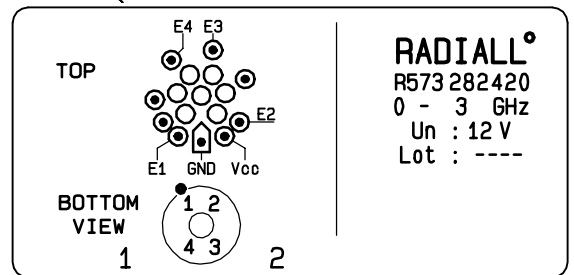 E4 E3
TOP
E2
E1 GND Vcc
BOTTOM
VIEW
1 2
4 3
1 2
RADIALL°
R573 282420
0 - 3 GHz
Un : 12 V
Lot : ----